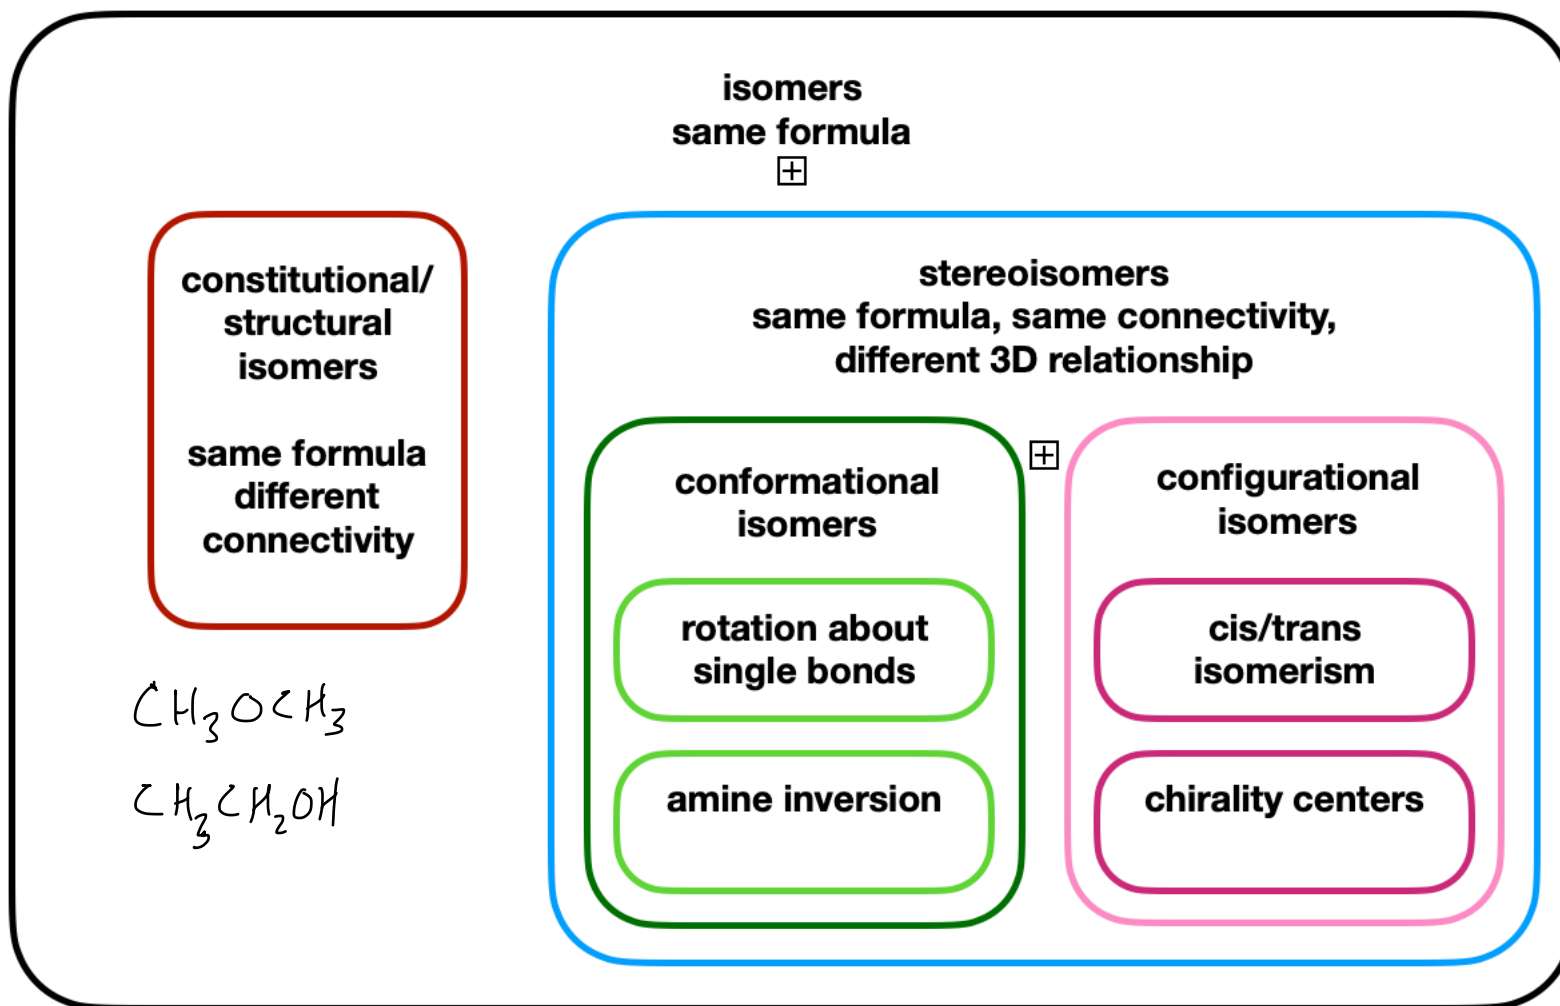 isomers
same formula
constitutional/
structural
isomers
same formula
different
connectivity
CH₃OCH₃
CH₃CH₂OH
stereoisomers
same formula, same connectivity,
different 3D relationship
conformational
isomers
rotation about
single bonds
amine inversion
configurational
isomers
cis/trans
isomerism
chirality centers